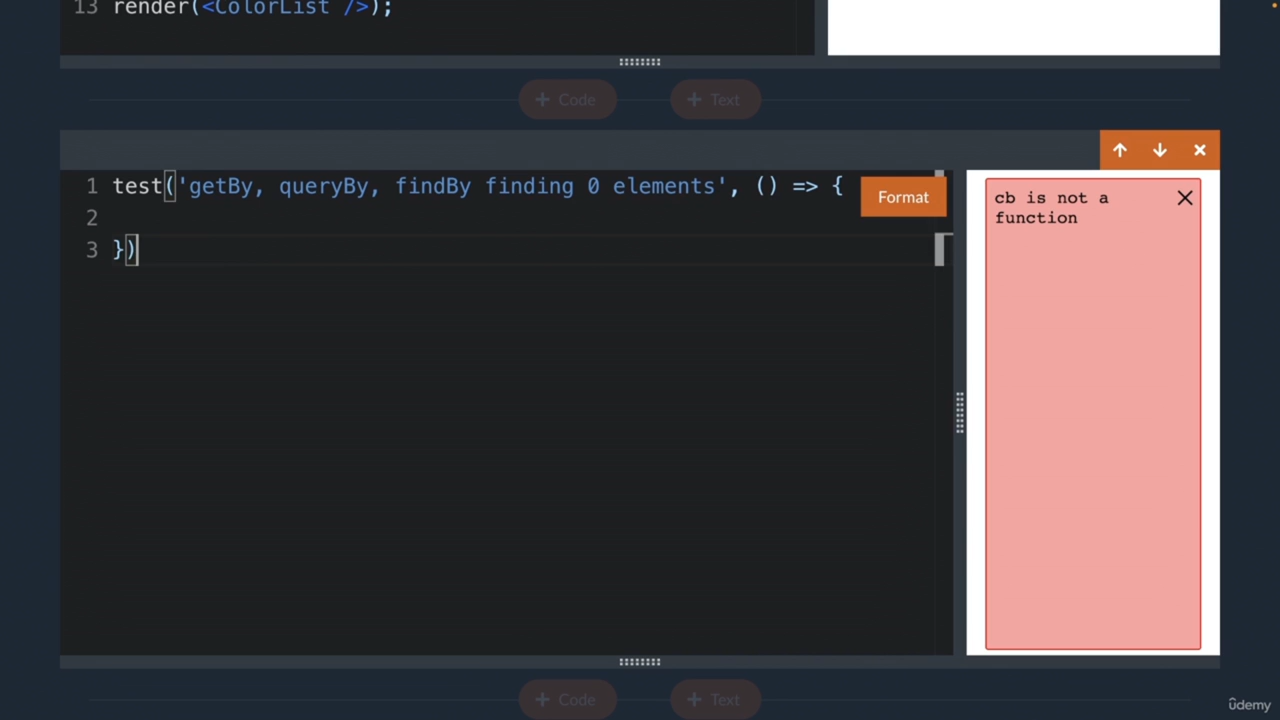 13 render(<ColorList />);
+ Code + Text
1 test('getBy, queryBy, findBy finding 0 elements', () => {
Format
2
3 })
cb is not a
function
+ Code + Text
ûdemy